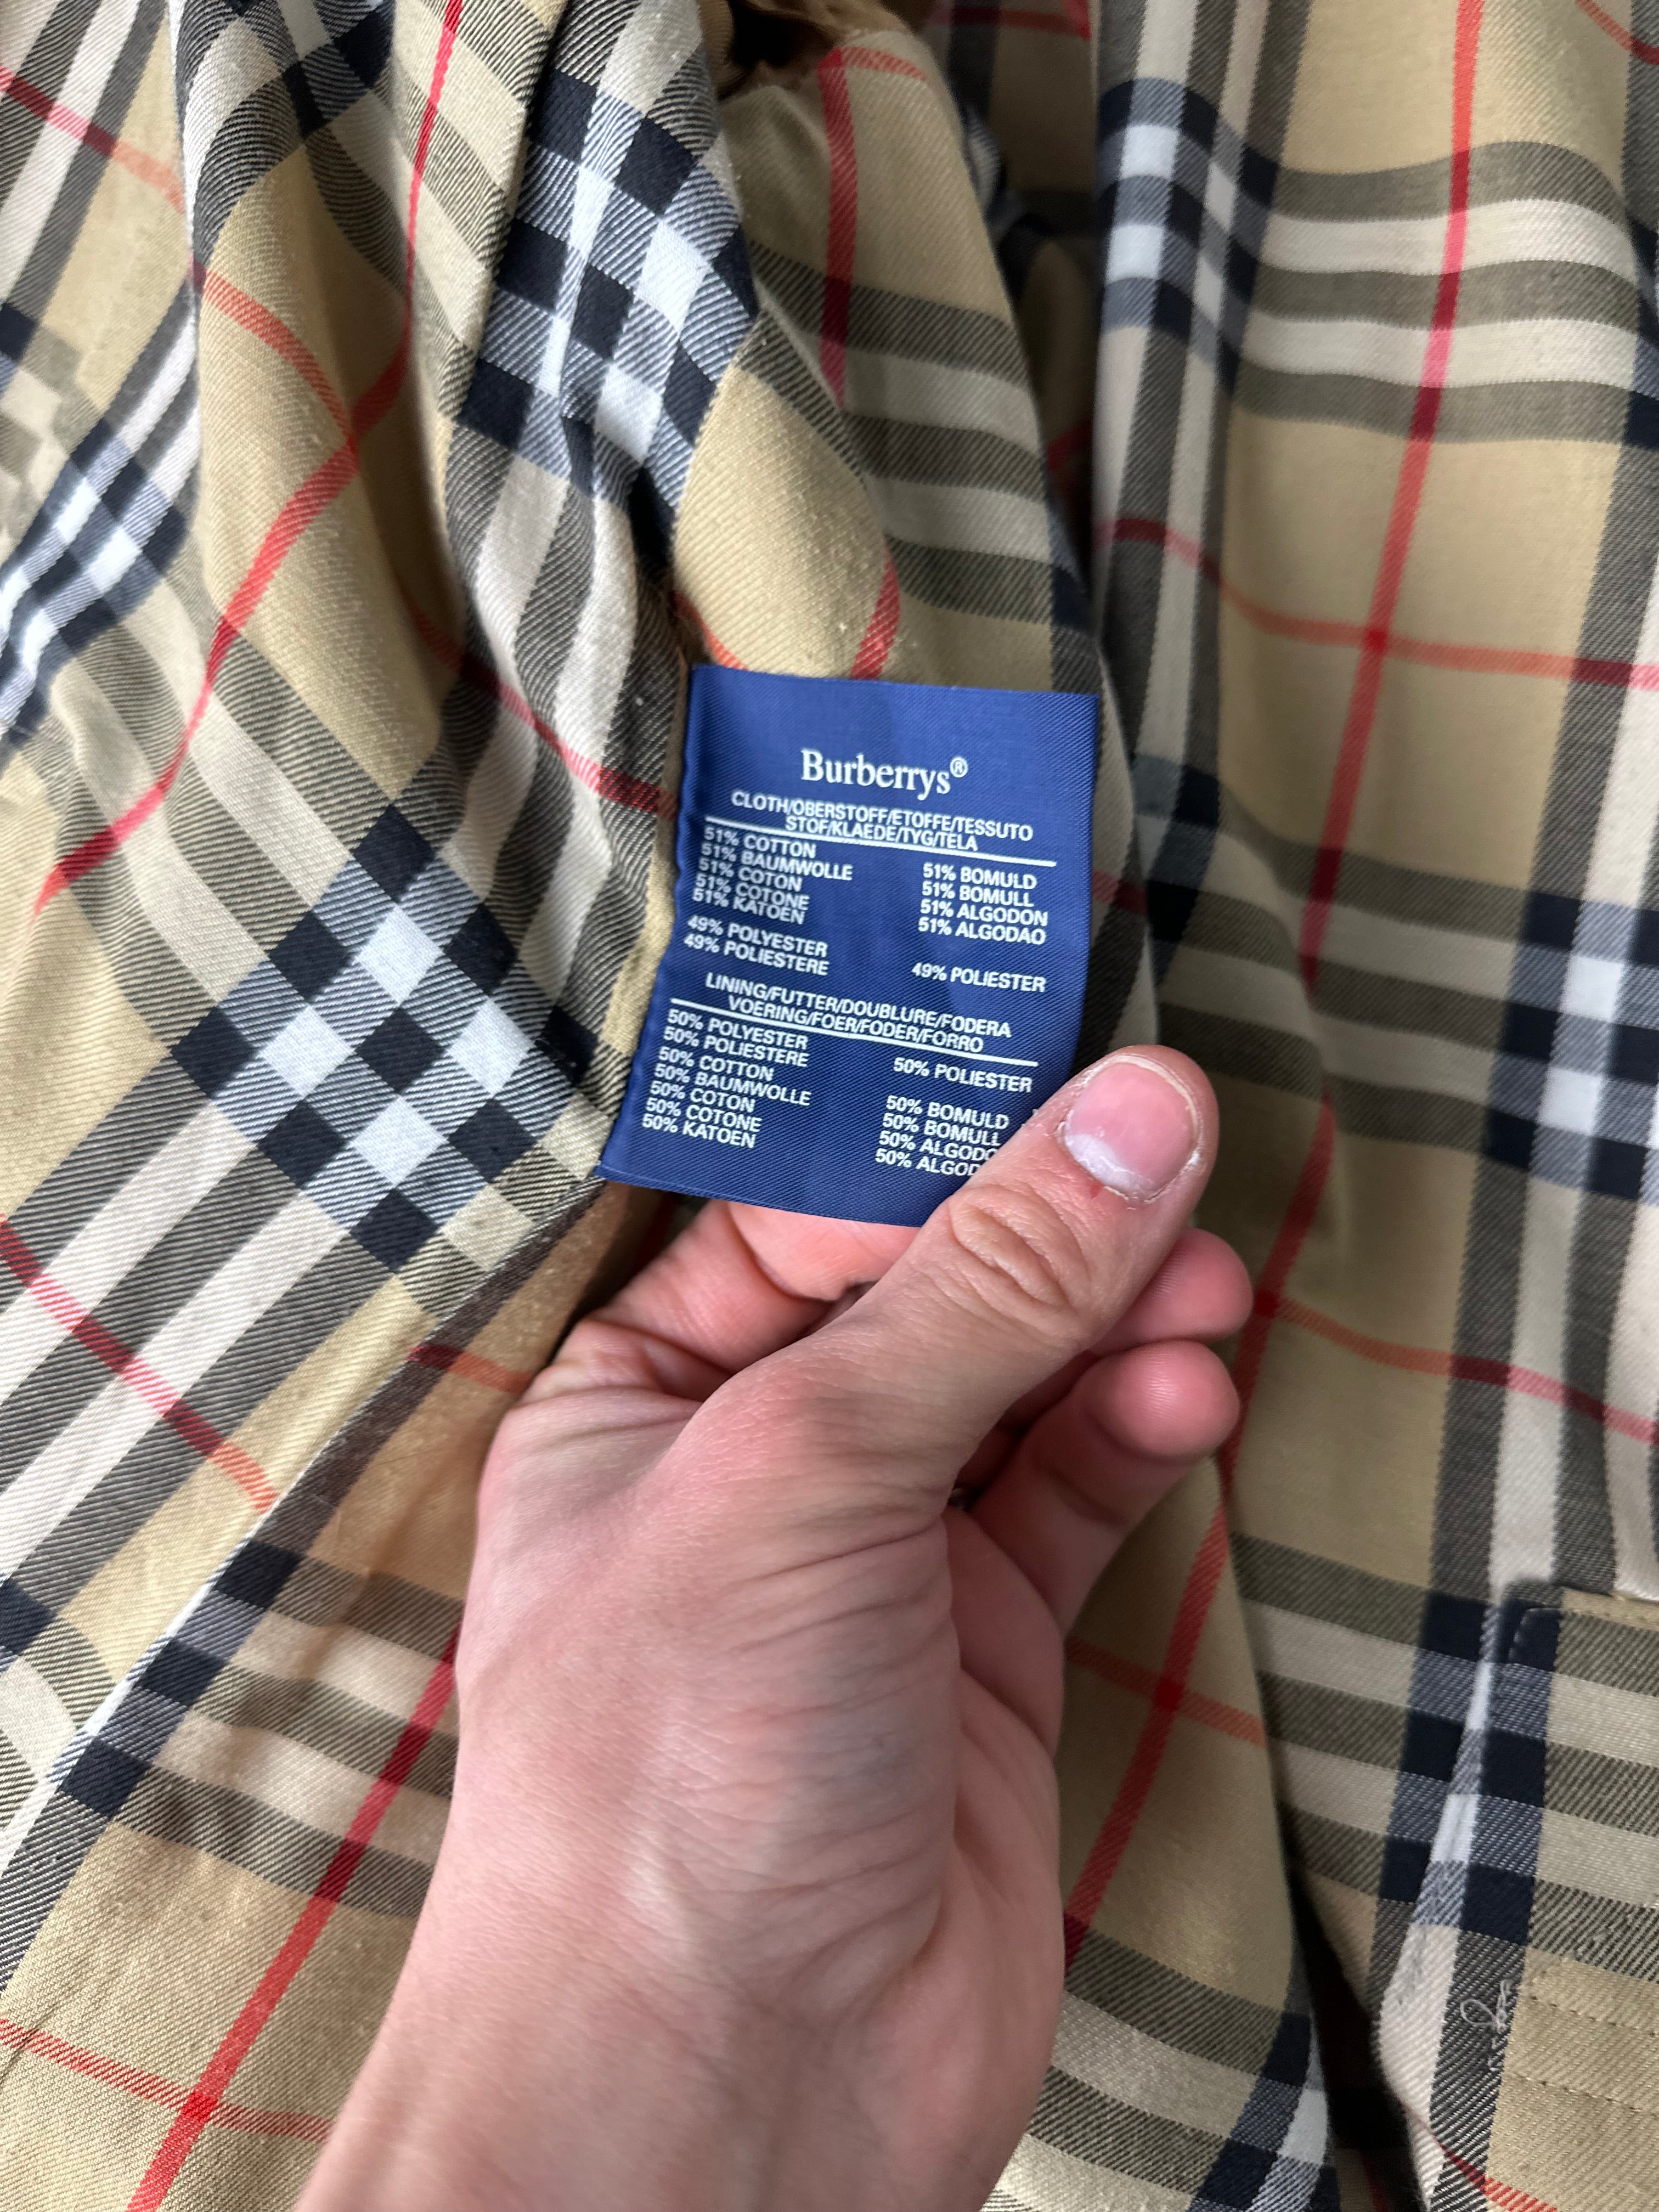 Burberrys®
CLOTH/OBERSTOFF/ETOFFE/TESSUTO
STOF/KLAEDE/TYG/TELA
51% COTTON
51% BAUMWOLLE
51% COTON
51% COTONE
51% KATOEN
51% BOMULD
51% BOMULL
51% ALGODON
51% ALGODAO
49% POLYESTER
49% POLIESTERE
49% POLIESTER
LINING/FUTTER/DOUBLURE/FODERA
VOERING/FOER/FODER/FORRO
50% POLYESTER
50% POLIESTERE
50% POLIESTER
50% COTTON
50% BAUMWOLLE
50% COTON
50% COTONE
50% KATOEN
50% BOMULD
50% BOMULL
50%
50%